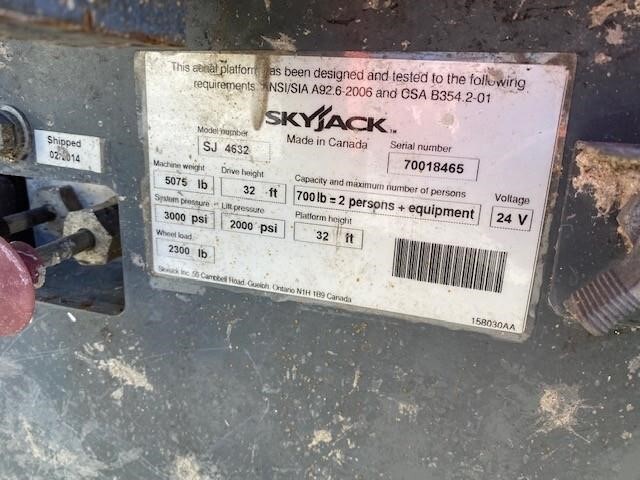 This aerial platform has been designed and tested to the following
requirements ANSI/SIA A92.6-2006 and CSA B354.2-01
SKYJACK™
Made in Canada
Model number
SJ 4632
Serial number
70018465
Machine weight
5075 lb
Drive height
32 ft
Capacity and maximum number of persons
700 lb = 2 persons + equipment
Voltage
24 V
System pressure
3000 psi
Lift pressure
2000 psi
Platform height
32 ft
Wheel load
2300 lb
Skyjack Inc. 55 Campbell Road, Guelph, Ontario N1H 1B9 Canada
158030AA
Shipped
02/2014